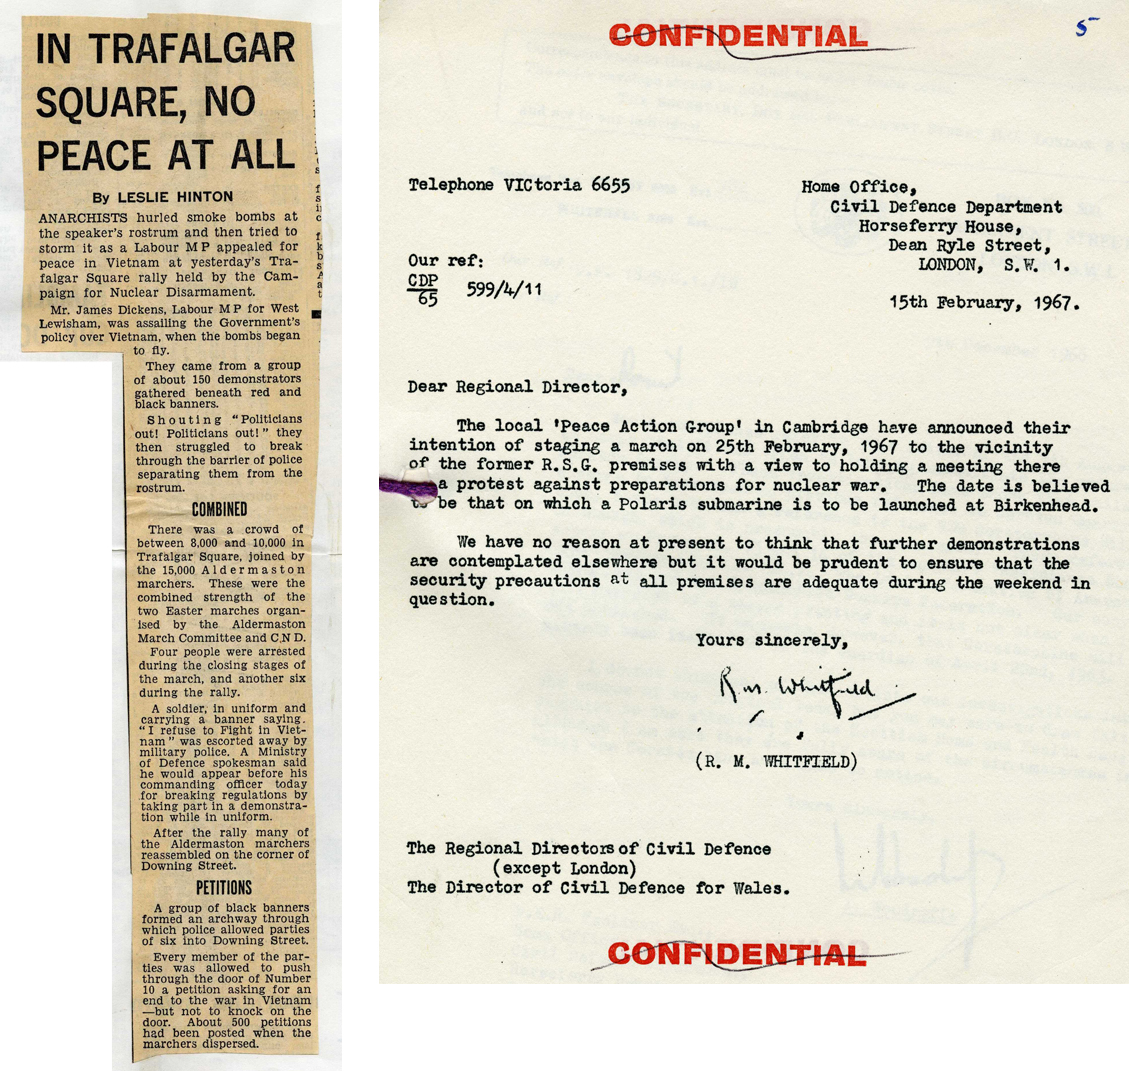 IN TRAFALGAR
SQUARE, NO
PEACE AT ALL
By LESLIE HINTON
ANARCHISTS hurled smoke bombs at
the speaker's rostrum and then tried to
storm it as a Labour MP appealed for
peace in Vietnam at yesterday's Tra-
falgar Square rally held by the Cam-
paign for Nuclear Disarmament.
Mr. James Dickens, Labour MP for West
Lewisham, was assailing the Government's
policy over Vietnam, when the bombs began
to fly.
They came from a group
of about 150 demonstrators
gathered beneath red and
black banners.
Shouting "Politicians
out! Politicians out!" they
then struggled to break
through the barrier of police
separating them from the
rostrum.
COMBINED
There was a crowd of
between 8,000 and 10,000 in
Trafalgar Square, joined by
the 15,000 Aldermaston
marchers. These were the
combined strength of the
two Easter marches organ-
ised by the Aldermaston
March Committee and C.N.D.
Four people were arrested
during the closing stages of
the march, and another six
during the rally.
A soldier, in uniform and
carrying a banner saying.
"I refuse to Fight in Viet-
nam" was escorted away by
military police. A Ministry
of Defence spokesman said
he would appear before his
commanding officer today
for breaking regulations by
taking part in a demonstra-
tion while in uniform.
After the rally many of
the Aldermaston marchers
reassembled on the corner of
Downing Street.
PETITIONS
A group of black banners
formed an archway through
which police allowed parties
of six into Downing Street.
Every member of the par-
ties was allowed to push
through the door of Number
10 a petition asking for an
end to the war in Vietnam
—but not to knock on the
door. About 500 petitions
had been posted when the
marchers dispersed.
CONFIDENTIAL
5
Telephone VICtoria 6655
Home Office,
Civil Defence Department
Horseferry House,
Dean Ryle Street,
LONDON, S.W. 1.
Our ref:
CDP
65 599/4/11
15th February, 1967.
Dear Regional Director,
The local 'Peace Action Group' in Cambridge have announced their
intention of staging a march on 25th February, 1967 to the vicinity
of the former R.S.G. premises with a view to holding a meeting there
a protest against preparations for nuclear war. The date is believed
to be that on which a Polaris submarine is to be launched at Birkenhead.
We have no reason at present to think that further demonstrations
are contemplated elsewhere but it would be prudent to ensure that the
security precautions at all premises are adequate during the weekend in
question.
Yours sincerely,
R.M. Whitfield
(R. M. WHITFIELD)
The Regional Directors of Civil Defence
(except London)
The Director of Civil Defence for Wales.
CONFIDENTIAL